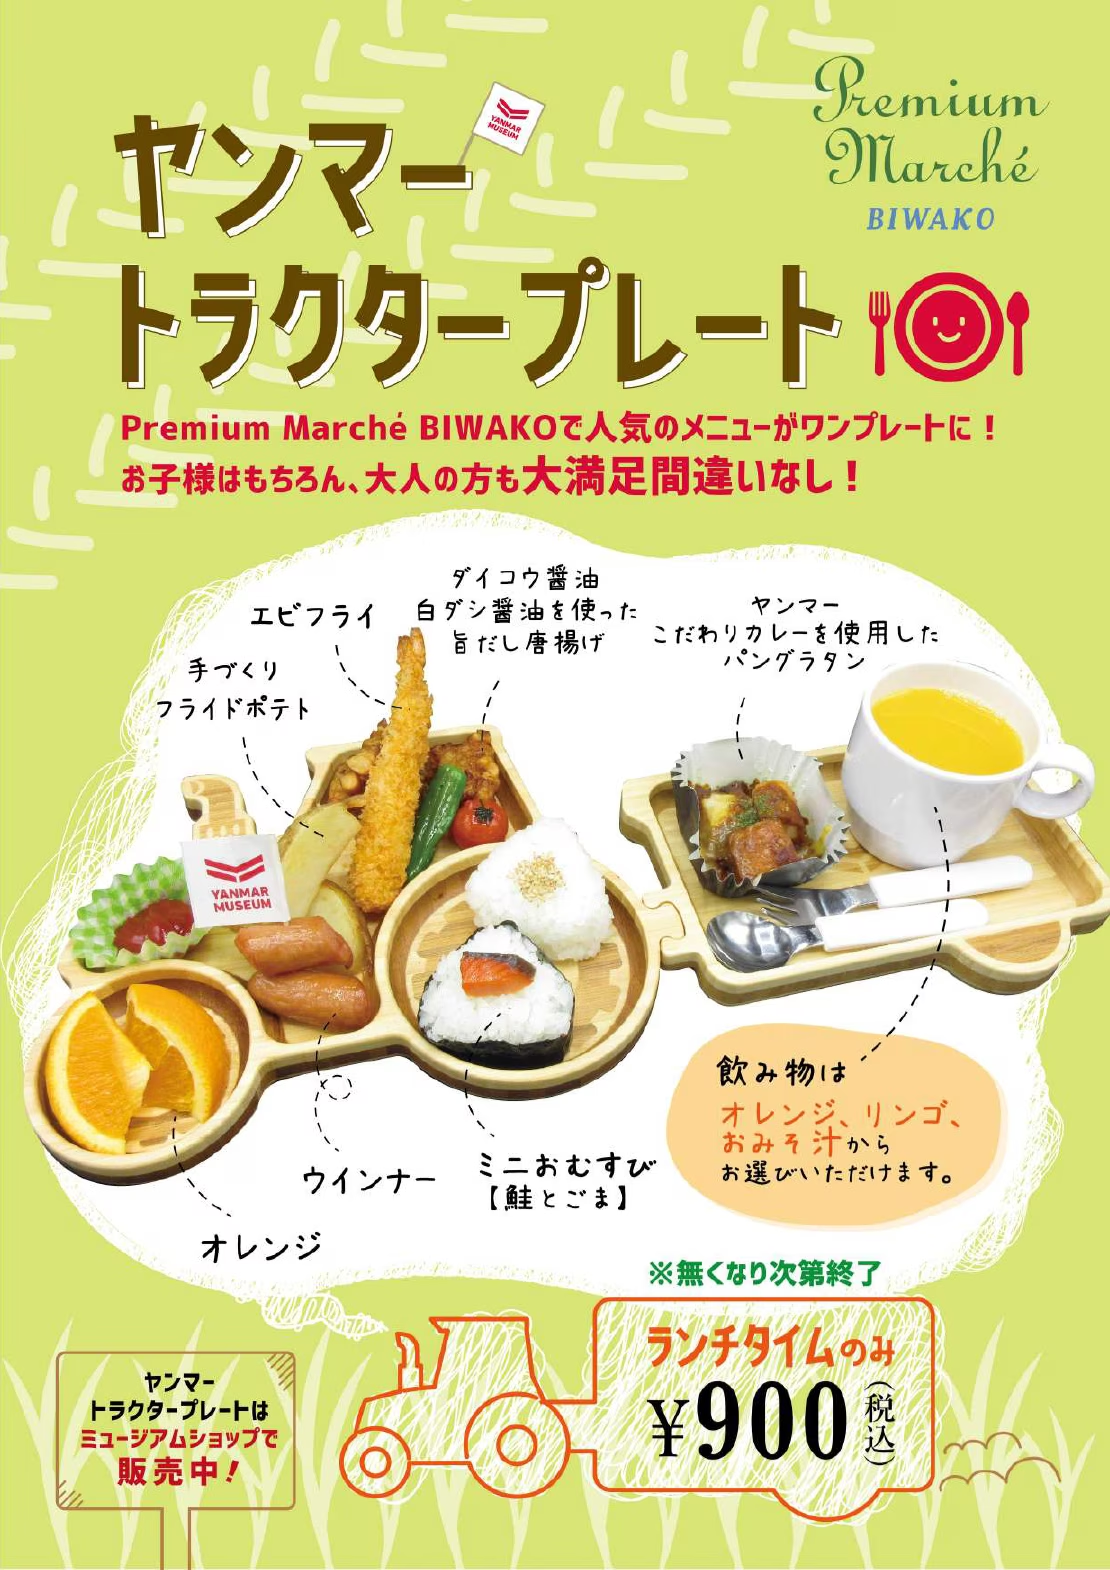 ヤンマー
YANMAR
MUSEUM
Premium
Marché
BIWAKO
トラクタープレート
Premium Marché BIWAKOで人気のメニューがワンプレートに！
お子様はもちろん、大人の方も大満足間違いなし！
エビフライ
ダイコウ醤油
白ダシ醤油を使った
旨だし唐揚げ
ヤンマー
こだわりカレーを使用した
パングラタン
手づくり
フライドポテト
YANMAR
MUSEUM
飲み物は
オレンジ、リンゴ、
おみそ汁から
お選びいただけます。
ミニおむすび
【鮭とごま】
ウインナー
オレンジ
※無くなり次第終了
ランチタイムのみ
¥900(税込)
ヤンマー
トラクタープレートは
ミュージアムショップで
販売中!